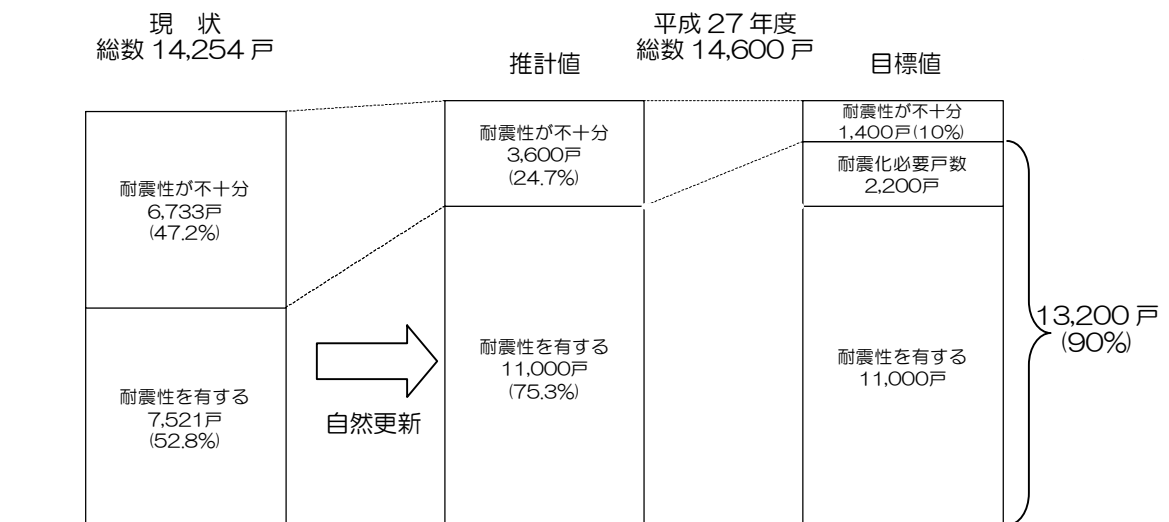 現 状
総数 14,254 戸
平成 27 年度
総数 14,600 戸
推計値
目標値
耐震性が不十分
6,733戸
(47.2%)
耐震性を有する
7,521戸
(52.8%)
自然更新
耐震性が不十分
3,600戸
(24.7%)
耐震性を有する
11,000戸
(75.3%)
耐震性が不十分
1,400戸(10%)
耐震化必要戸数
2,200戸
耐震性を有する
11,000戸
13,200 戸
(90%)